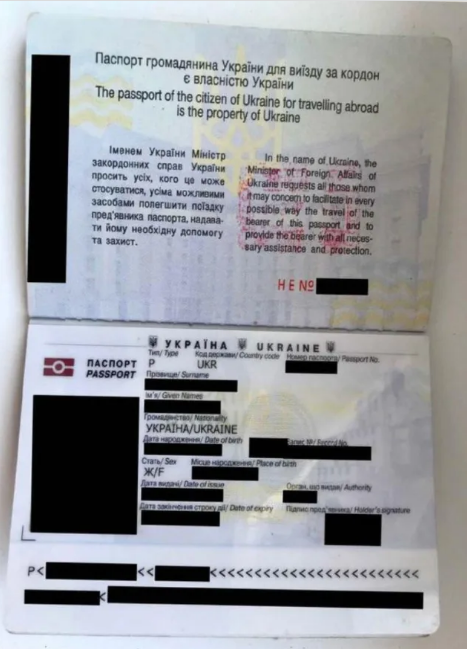 Паспорт громадянина України для виїзду за кордон
є власністю України
The passport of the citizen of Ukraine for travelling abroad
is the property of Ukraine
Іменем України Міністр
закордонних справ України
просить усіх, кого це може
стосуватися, усіма можливими
засобами полегшити поїздку
пред'явника паспорта, надава-
ти йому необхідну допомогу
та захист.
In the name of Ukraine, the
Minister of Foreign Affairs of
Ukraine requests all those whom
it may concern to facilitate in every
possible way the travel of the
bearer of this passport and to
provide the bearer with all neces-
sary assistance and protection.
НЕ №
УКРАЇНА UKRAINE
ПАСПОРТ
PASSPORT
Тип/ Type Код держави/ Country code Номер паспорта/ Passport No.
P UKR
Прізвище/ Surname
Ім'я/ Given Names
Громадянство/ Nationality
УКРАЇНА/UKRAINE
Дата народження/ Date of birth Запис №/ Record No.
Стать/ Sex Місце народження/ Place of birth
Ж/F
Дата видачі/ Date of issue Орган, що видав/ Authority
Дата закінчення строку дії/ Date of expiry Підпис пред'явника/ Holder's signature
P< << <<<<<<<<<<<<<<<<<<<<<<<<
<